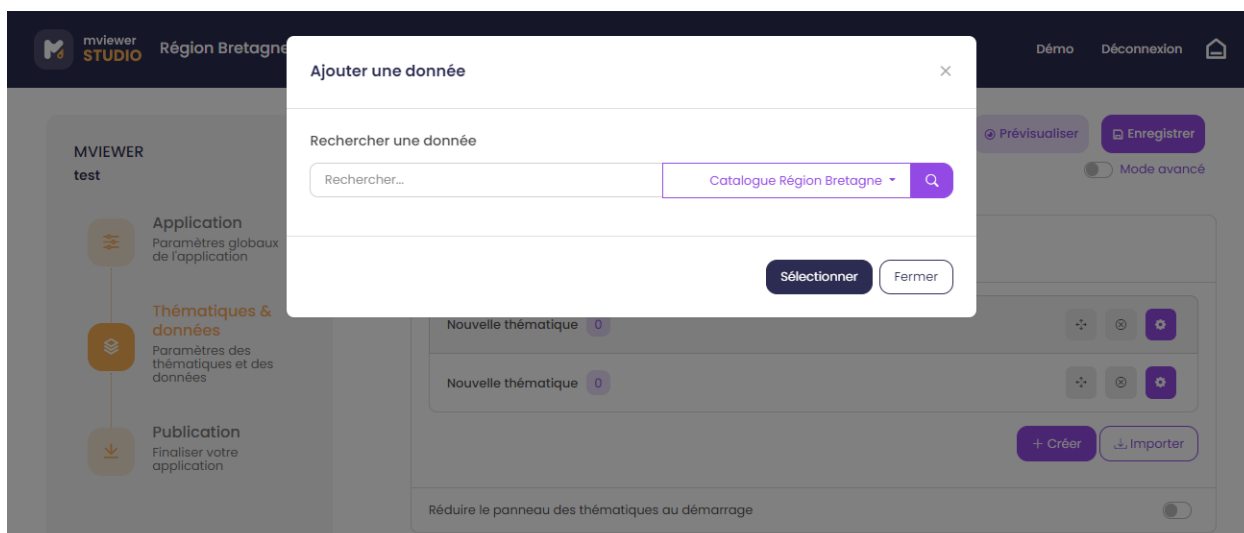 mviewer
STUDIO
Région Bretagne
Démo
Déconnexion
Ajouter une donnée
Rechercher une donnée
Rechercher...
Catalogue Région Bretagne
Sélectionner
Fermer
Prévisualiser
Enregistrer
Mode avancé
MVIEWER
test
Application
Paramètres globaux
de l'application
Thématiques &
données
Paramètres des
thématiques et des
données
Publication
Finaliser votre
application
Nouvelle thématique 0
Nouvelle thématique 0
+ Créer
Importer
Réduire le panneau des thématiques au démarrage